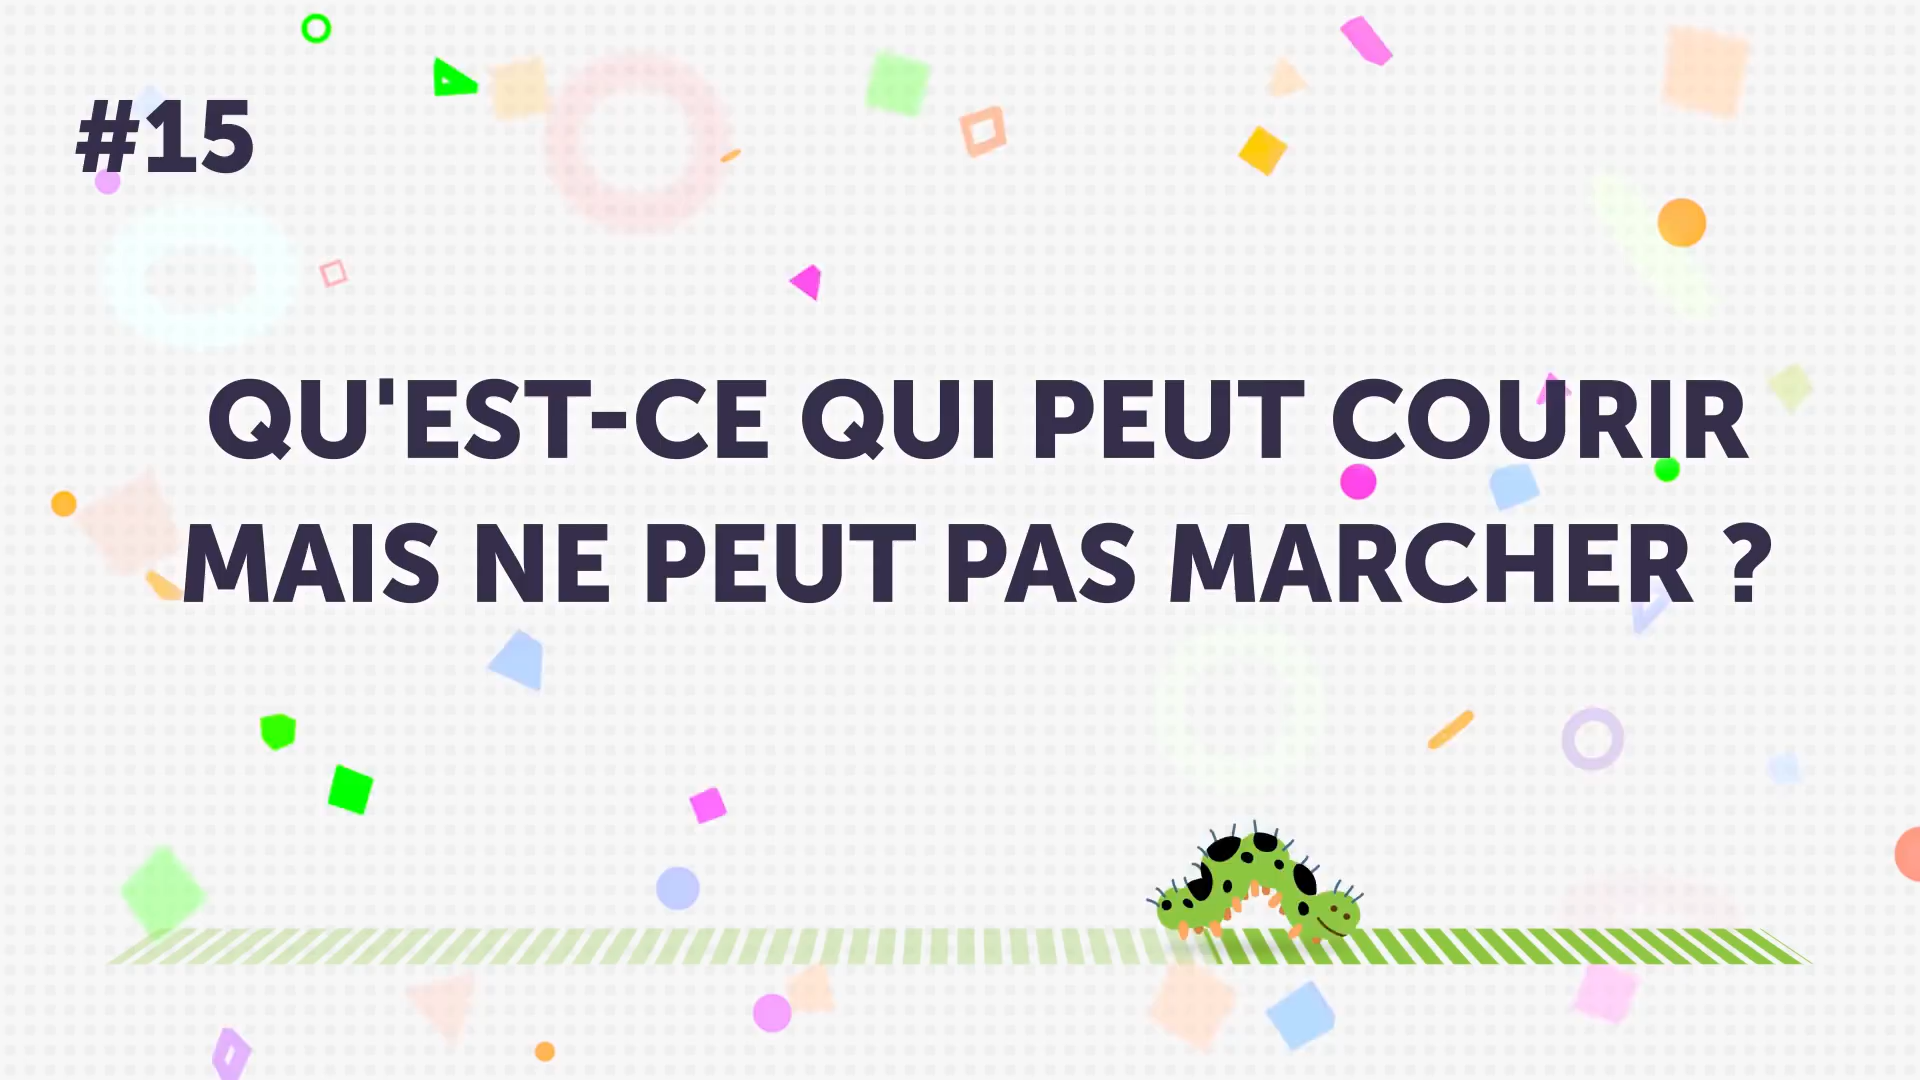 #15
QU'EST-CE QUI PEUT COURIR
MAIS NE PEUT PAS MARCHER ?